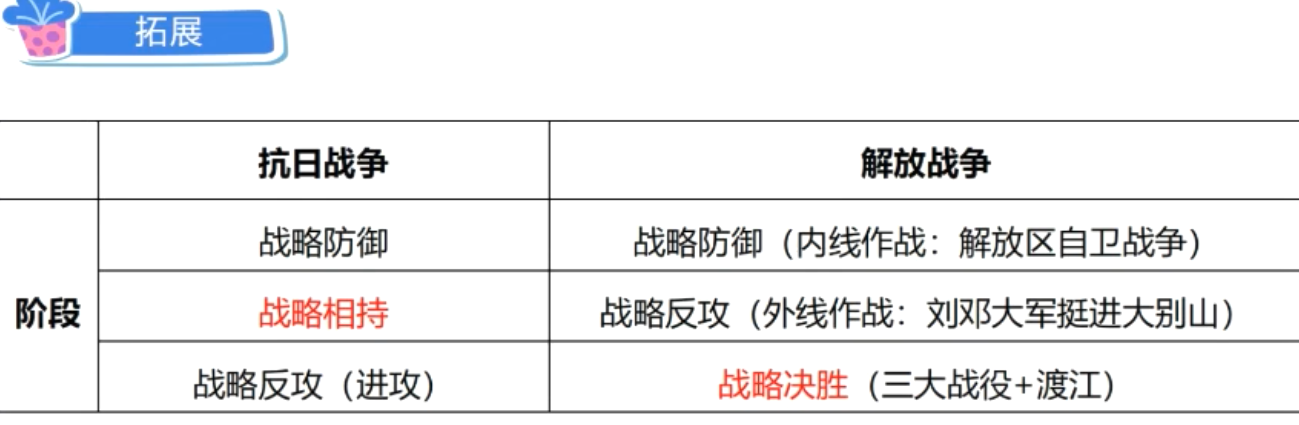 拓展
抗日战争 解放战争
战略防御 战略防御（内线作战：解放区自卫战争）
阶段 战略相持 战略反攻（外线作战：刘邓大军挺进大别山）
战略反攻（进攻） 战略决胜（三大战役+渡江）